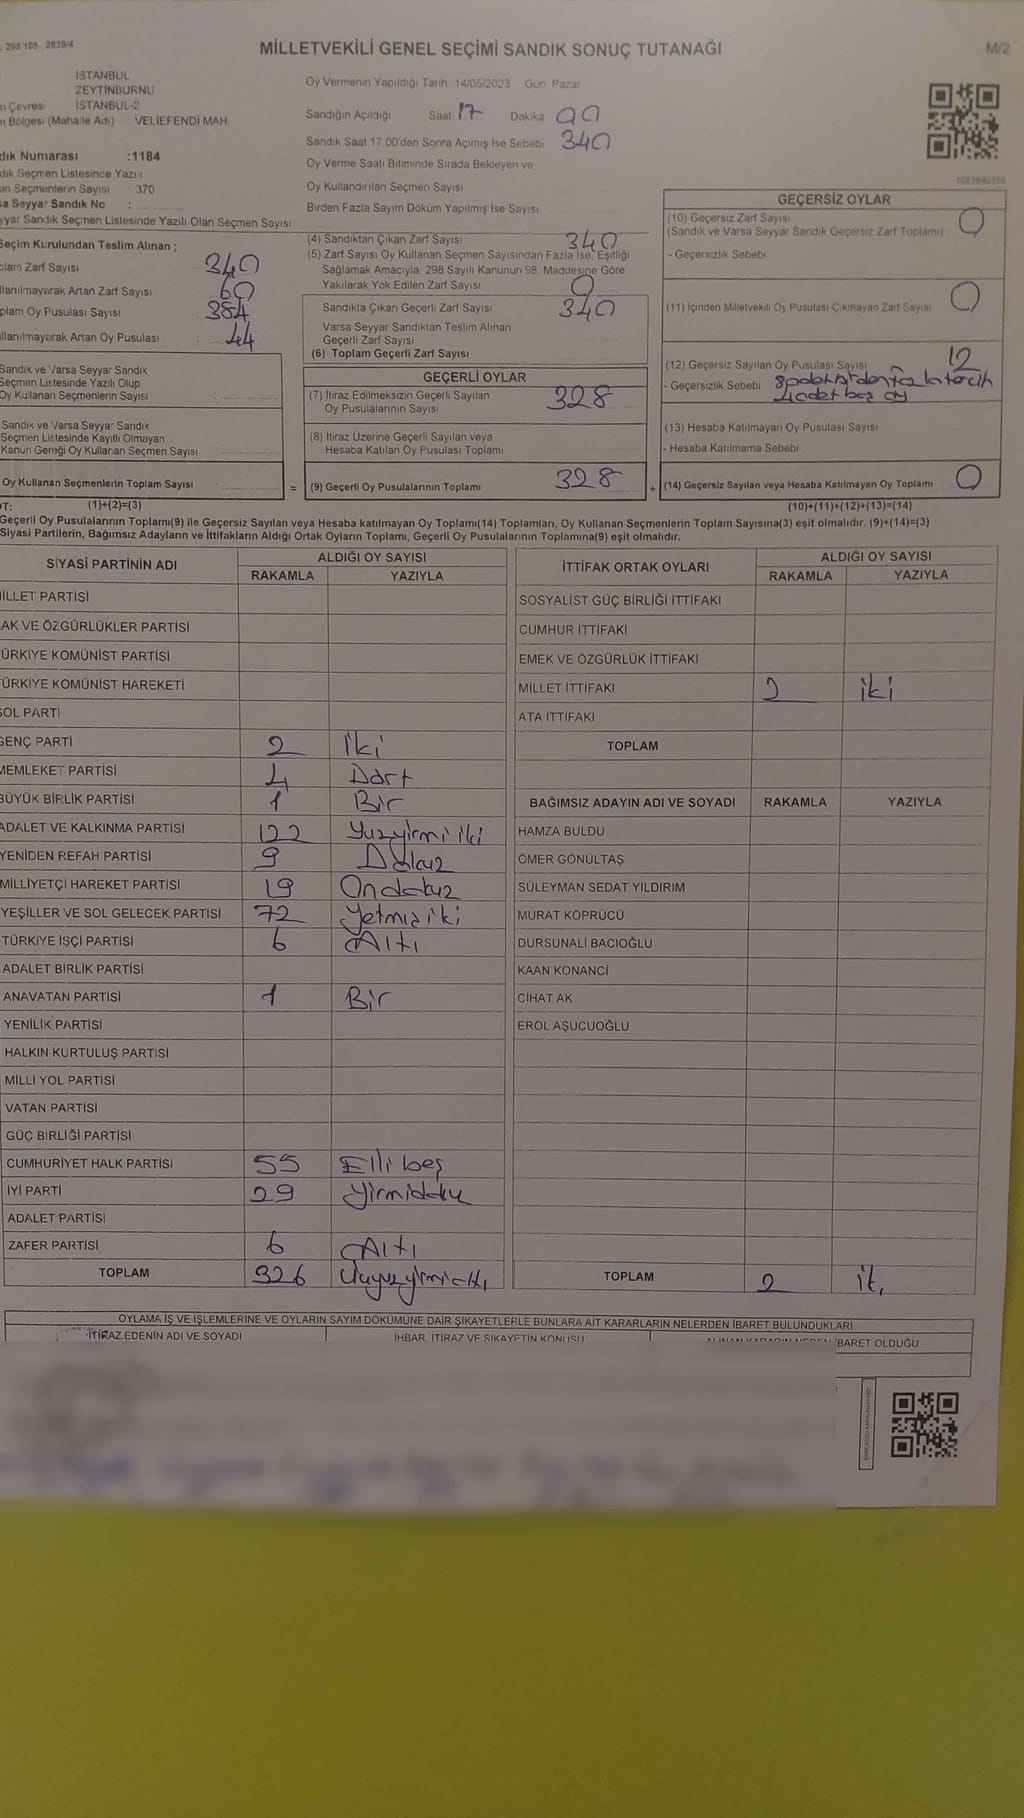 295 105 2839/4
MİLLETVEKİLİ GENEL SEÇİMİ SANDIK SONUÇ TUTANAĞI
M/2
İSTANBUL
ZEYTİNBURNU
Çevresi İSTANBUL-2
Bölgesi (Mahalle Adı) : VELİEFENDİ MAH.
dık Numarası :1184
dık Seçmen Listesince Yazılı
an Seçmenlerin Sayısı : 370
sa Seyyar Sandık No :
yyar Sandık Seçmen Listesinde Yazılı Olan Seçmen Sayısı
Oy Vermenin Yapıldığı Tarih 14/05/2023 Gün Pazar
Sandığın Açıldığı Saat 17 Dakika 00
Sandık Saat 17.00'den Sonra Açımış İse Sebebi 340
Oy Verme Saati Bitiminde Sırada Bekleyen ve
Oy Kullandırılan Seçmen Sayısı
Birden Fazla Sayım Döküm Yapılmış İse Sayısı
Seçim Kurulundan Teslim Alınan ;
plam Zarf Sayısı 340
llanılmayarak Artan Zarf Sayısı 60
plam Oy Pusulası Sayısı 384
llanılmayarak Artan Oy Pusulası : 44
Sandık ve Varsa Seyyar Sandık
Seçmen Listesinde Yazılı Olup
Oy Kullanan Seçmenlerin Sayısı
Sandık ve Varsa Seyyar Sandık
Seçmen Listesinde Kayıtlı Olmayan
Kanun Gereği Oy Kullanan Seçmen Sayısı
Oy Kullanan Seçmenlerin Toplam Sayısı =
(1)+(2)=(3)
(4) Sandıktan Çıkan Zarf Sayısı 340
(5) Zarf Sayısı Oy Kullanan Seçmen Sayısından Fazla İse, Eşitliği
Sağlamak Amacıyla, 298 Sayılı Kanunun 98. Maddesine Göre
Yakılarak Yok Edilen Zarf Sayısı 0
Sandıkta Çıkan Geçerli Zarf Sayısı 340
Varsa Seyyar Sandıktan Teslim Alınan
Geçerli Zarf Sayısı
(6) Toplam Geçerli Zarf Sayısı
GEÇERLİ OYLAR
(7) İtiraz Edilmeksizin Geçerli Sayılan
Oy Pusulalarının Sayısı 328
(8) İtiraz Üzerine Geçerli Sayılan veya
Hesaba Katılan Oy Pusulası Toplamı
(9) Geçerli Oy Pusulalarının Toplamı 328 +
GEÇERSİZ OYLAR
(10) Geçersiz Zarf Sayısı 0
(Sandık ve Varsa Seyyar Sandık Geçersiz Zarf Toplamı)
- Geçersizlik Sebebi
(11) İçinden Milletvekili Oy Pusulası Çıkmayan Zarf Sayısı 0
(12) Geçersiz Sayılan Oy Pusulası Sayısı 12
- Geçersizlik Sebebi 8 adet birden fazla tercih
4 adet boş oy
(13) Hesaba Katılmayan Oy Pusulası Sayısı
- Hesaba Katılmama Sebebi
(14) Geçersiz Sayılan veya Hesaba Katılmayan Oy Toplamı 0
(10)+(11)+(12)+(13)=(14)
OT:
Geçerli Oy Pusulalarının Toplamı(9) ile Geçersiz Sayılan veya Hesaba katılmayan Oy Toplamı(14) Toplamları, Oy Kullanan Seçmenlerin Toplam Sayısına(3) eşit olmalıdır. (9)+(14)=(3)
Siyasi Partilerin, Bağımsız Adayların ve İttifakların Aldığı Ortak Oyların Toplamı, Geçerli Oy Pusulalarının Toplamına(9) eşit olmalıdır.
SİYASİ PARTİNİN ADI ALDIĞI OY SAYISI
RAKAMLA YAZIYLA
İLLET PARTİSİ
AK VE ÖZGÜRLÜKLER PARTİSİ
ÜRKİYE KOMÜNİST PARTİSİ
TÜRKİYE KOMÜNİST HAREKETİ
SOL PARTİ
GENÇ PARTİ 2 İki
MEMLEKET PARTİSİ 4 Dört
BÜYÜK BİRLİK PARTİSİ 1 Bir
ADALET VE KALKINMA PARTİSİ 122 Yuzyirmi iki
YENİDEN REFAH PARTİSİ 9 Dokuz
MİLLİYETÇİ HAREKET PARTİSİ 19 Ondokuz
YEŞİLLER VE SOL GELECEK PARTİSİ 72 Yetmişiki
TÜRKİYE İŞÇİ PARTİSİ 6 Altı
ADALET BİRLİK PARTİSİ
ANAVATAN PARTİSİ 1 Bir
YENİLİK PARTİSİ
HALKIN KURTULUŞ PARTİSİ
MİLLİ YOL PARTİSİ
VATAN PARTİSİ
GÜÇ BİRLİĞİ PARTİSİ
CUMHURİYET HALK PARTİSİ 55 Elli beş
İYİ PARTİ 29
ADALET PARTİSİ
ZAFER PARTİSİ 6 Altı
TOPLAM 326
İTTİFAK ORTAK OYLARI ALDIĞI OY SAYISI
RAKAMLA YAZIYLA
SOSYALİST GÜÇ BİRLİĞİ İTTİFAKI
CUMHUR İTTİFAKI
EMEK VE ÖZGÜRLÜK İTTİFAKI
MİLLET İTTİFAKI 2 iki
ATA İTTİFAKI
TOPLAM
BAĞIMSIZ ADAYIN ADI VE SOYADI RAKAMLA YAZIYLA
HAMZA BULDU
ÖMER GÖNÜLTAŞ
SÜLEYMAN SEDAT YILDIRIM
MURAT KÖPRÜCÜ
DURSUNALİ BACIOĞLU
KAAN KONANCİ
CİHAT AK
EROL AŞUCUOĞLU
TOPLAM 2
OYLAMA İŞ VE İŞLEMLERİNE VE OYLARIN SAYIM DÖKÜMÜNE DAİR ŞİKAYETLERLE BUNLARA AİT KARARLARIN NELERDEN İBARET BULUNDUKLARI
İTİRAZ EDENİN ADI VE SOYADI İHBAR, İTİRAZ VE ŞİKAYETİN KONUSU ALINAN KARARIN NEDEN İBARET OLDUĞU